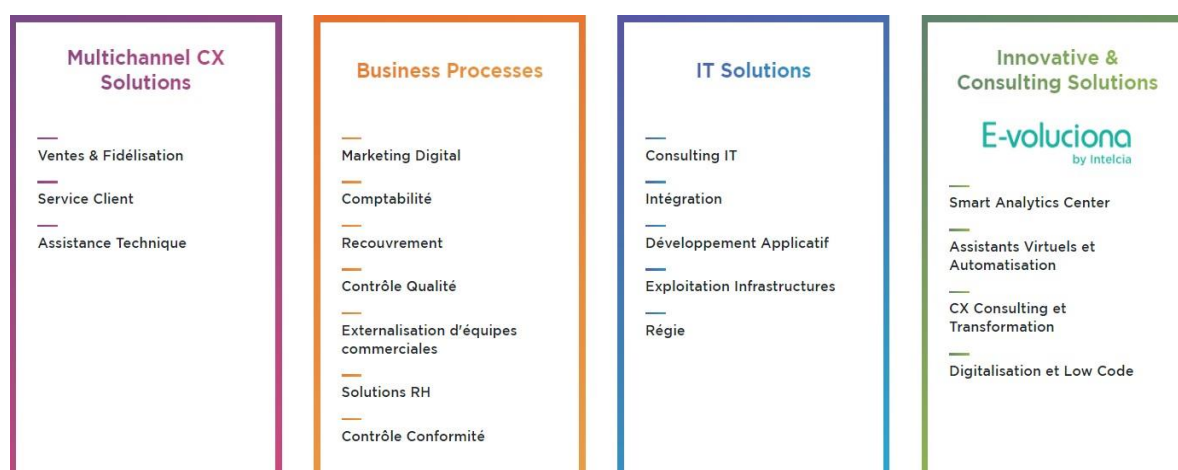 Multichannel CX
Solutions
Ventes & Fidélisation
Service Client
Assistance Technique
Business Processes
Marketing Digital
Comptabilité
Recouvrement
Contrôle Qualité
Externalisation d'équipes
commerciales
Solutions RH
Contrôle Conformité
IT Solutions
Consulting IT
Intégration
Développement Applicatif
Exploitation Infrastructures
Régie
Innovative &
Consulting Solutions
E-voluciona
by Intelcia
Smart Analytics Center
Assistants Virtuels et
Automatisation
CX Consulting et
Transformation
Digitalisation et Low Code